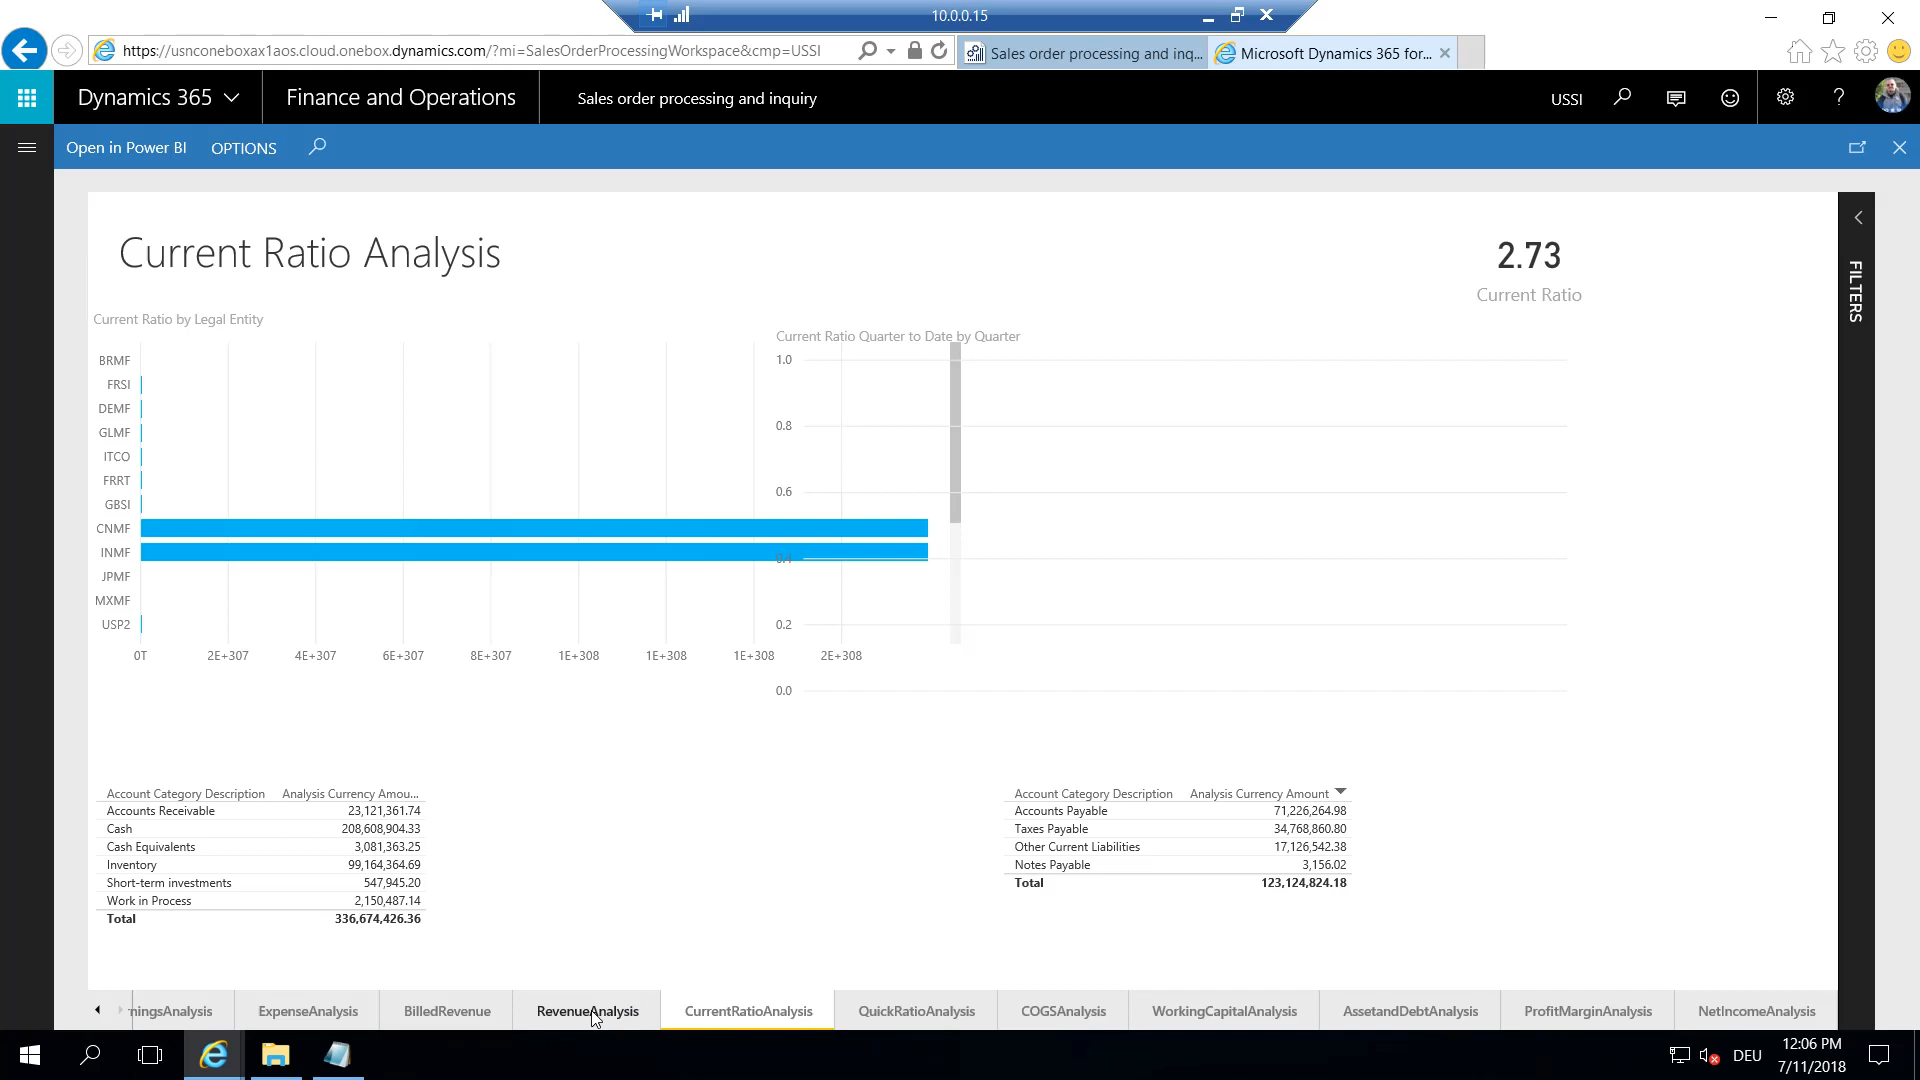 10.0.0.15
https://usnconeboxax1aos.cloud.onebox.dynamics.com/?mi=SalesOrderProcessingWorkspace&cmp=USSI
Sales order processing and inq...
Microsoft Dynamics 365 for...
Dynamics 365
Finance and Operations
Sales order processing and inquiry
USSI
?
Open in Power BI
OPTIONS
Current Ratio Analysis
2.73
Current Ratio
FILTERS
Current Ratio by Legal Entity
BRMF
FRSI
DEMF
GLMF
ITCO
FRRT
GBSI
CNMF
INMF
JPMF
MXMF
USP2
0T 2E+307 4E+307 6E+307 8E+307 1E+308 1E+308 1E+308 2E+308
Current Ratio Quarter to Date by Quarter
1.0
0.8
0.6
0.4
0.2
0.0
Account Category Description Analysis Currency Amou...
Accounts Receivable 23,121,361.74
Cash 208,608,904.33
Cash Equivalents 3,081,363.25
Inventory 99,164,364.69
Short-term investments 547,945.20
Work in Process 2,150,487.14
Total 336,674,426.36
Account Category Description Analysis Currency Amount
Accounts Payable 71,226,264.98
Taxes Payable 34,768,860.80
Other Current Liabilities 17,126,542.38
Notes Payable 3,156.02
Total 123,124,824.18
ningsAnalysis
ExpenseAnalysis
BilledRevenue
RevenueAnalysis
CurrentRatioAnalysis
QuickRatioAnalysis
COGSAnalysis
WorkingCapitalAnalysis
AssetandDebtAnalysis
ProfitMarginAnalysis
NetIncomeAnalysis
DEU
12:06 PM
7/11/2018